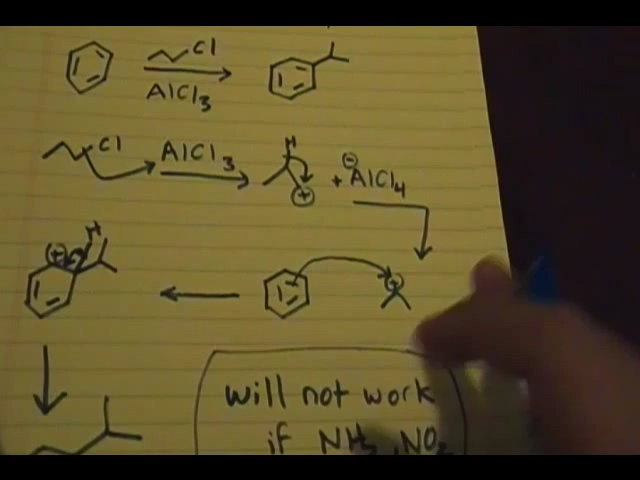 Cl
AlCl3
Cl AlCl3 H ⊕ + ⊖AlCl4
⊕ H
⊕
will not work
if NH2, NO2